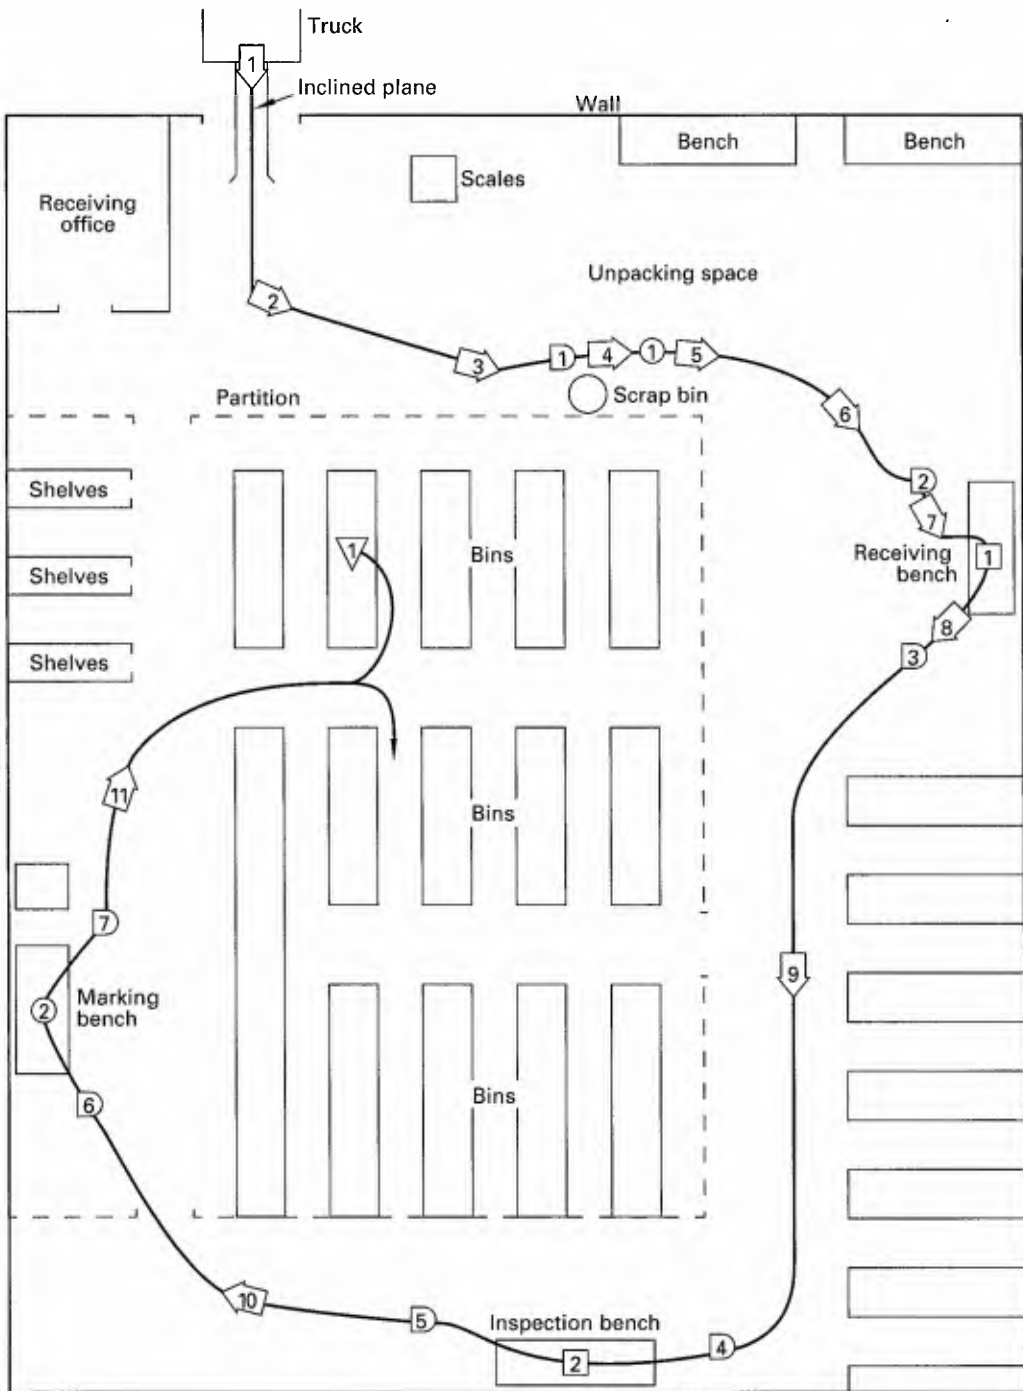 Truck
1
Inclined plane
Wall
Bench
Bench
Scales
Receiving
office
Unpacking space
2
3
1
4
1
5
Partition
Scrap bin
6
Shelves
2
7
Bins
1
Receiving
bench
1
Shelves
8
3
Shelves
11
Bins
7
9
2
Marking
bench
Bins
6
10
5
Inspection bench
4
2